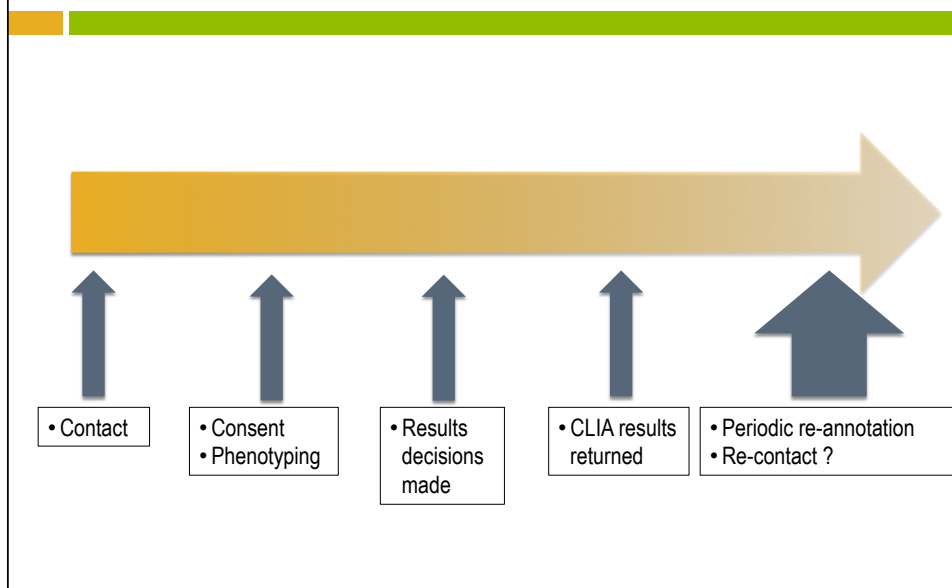 • Contact
• Consent
• Phenotyping
• Results
decisions
made
• CLIA results
returned
• Periodic re-annotation
• Re-contact ?